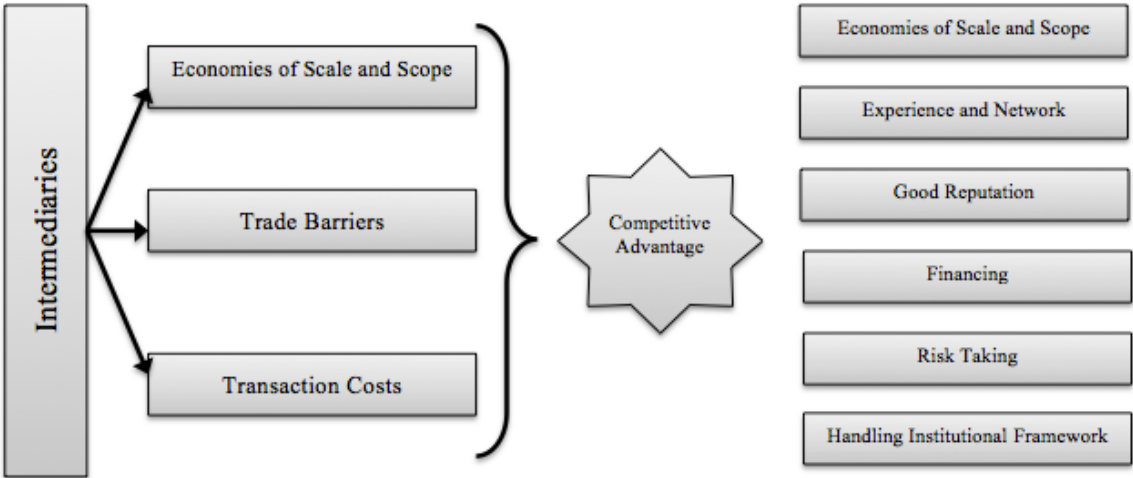 Intermediaries
Economies of Scale and Scope
Trade Barriers
Transaction Costs
Competitive
Advantage
Economies of Scale and Scope
Experience and Network
Good Reputation
Financing
Risk Taking
Handling Institutional Framework